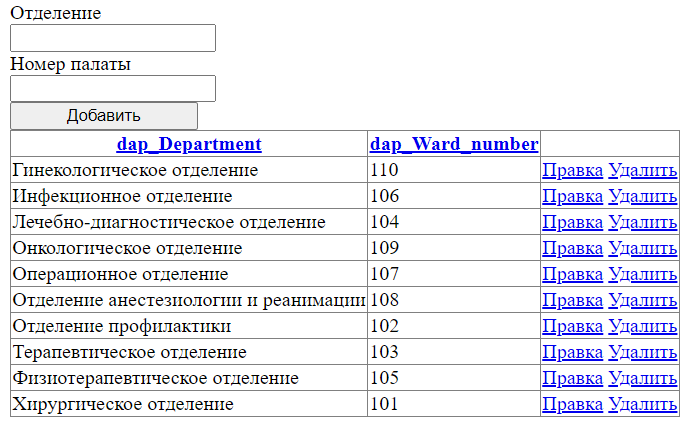 Отделение
Номер палаты
Добавить
dap_Department dap_Ward_number
Гинекологическое отделение 110 Правка Удалить
Инфекционное отделение 106 Правка Удалить
Лечебно-диагностическое отделение 104 Правка Удалить
Онкологическое отделение 109 Правка Удалить
Операционное отделение 107 Правка Удалить
Отделение анестезиологии и реанимации 108 Правка Удалить
Отделение профилактики 102 Правка Удалить
Терапевтическое отделение 103 Правка Удалить
Физиотерапевтическое отделение 105 Правка Удалить
Хирургическое отделение 101 Правка Удалить